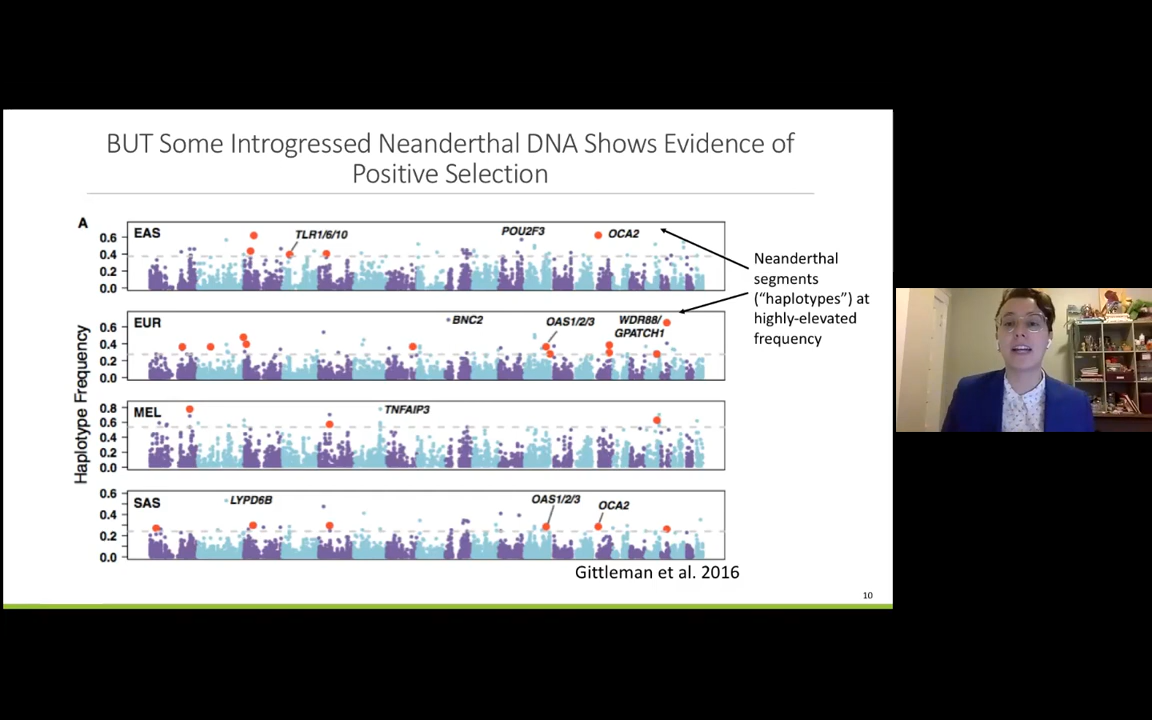 BUT Some Introgressed Neanderthal DNA Shows Evidence of
Positive Selection
A
Haplotype Frequency
EAS
0.6
0.4
0.2
0.0
TLR1/6/10
POU2F3
OCA2
EUR
0.6
0.4
0.2
0.0
BNC2
OAS1/2/3
WDR88/
GPATCH1
MEL
0.8
0.6
0.4
0.2
0.0
TNFAIP3
SAS
0.6
0.4
0.2
0.0
LYPD6B
OAS1/2/3
OCA2
Neanderthal
segments
("haplotypes") at
highly-elevated
frequency
Gittleman et al. 2016
10